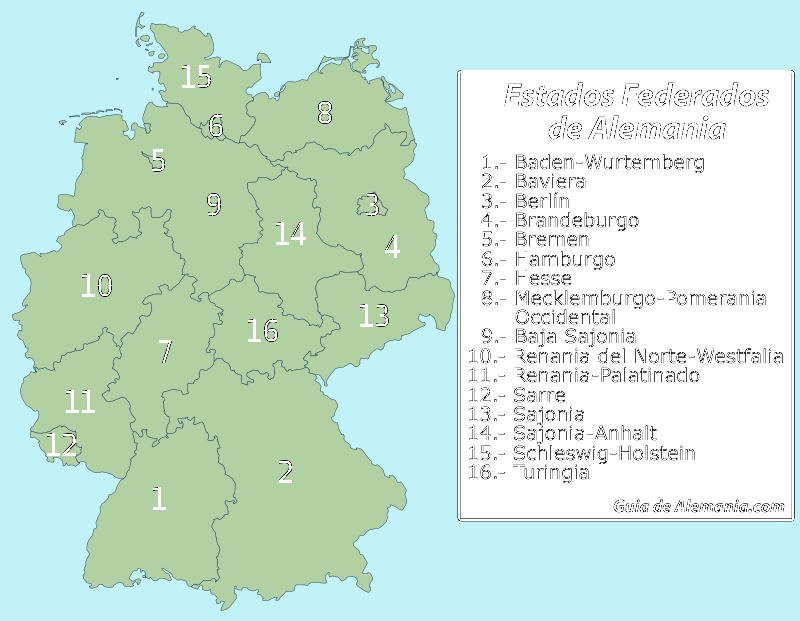 15
8
6
5
9
3
14
4
10
13
16
7
11
12
2
1
Estados Federados
de Alemania
1.- Baden-Wurtemberg
2.- Baviera
3.- Berlín
4.- Brandeburgo
5.- Bremen
6.- Hamburgo
7.- Hesse
8.- Mecklemburgo-Pomerania
Occidental
9.- Baja Sajonia
10.- Renania del Norte-Westfalia
11.- Renania-Palatinado
12.- Sarre
13.- Sajonia
14.- Sajonia-Anhalt
15.- Schleswig-Holstein
16.- Turingia
Guia de Alemania.com